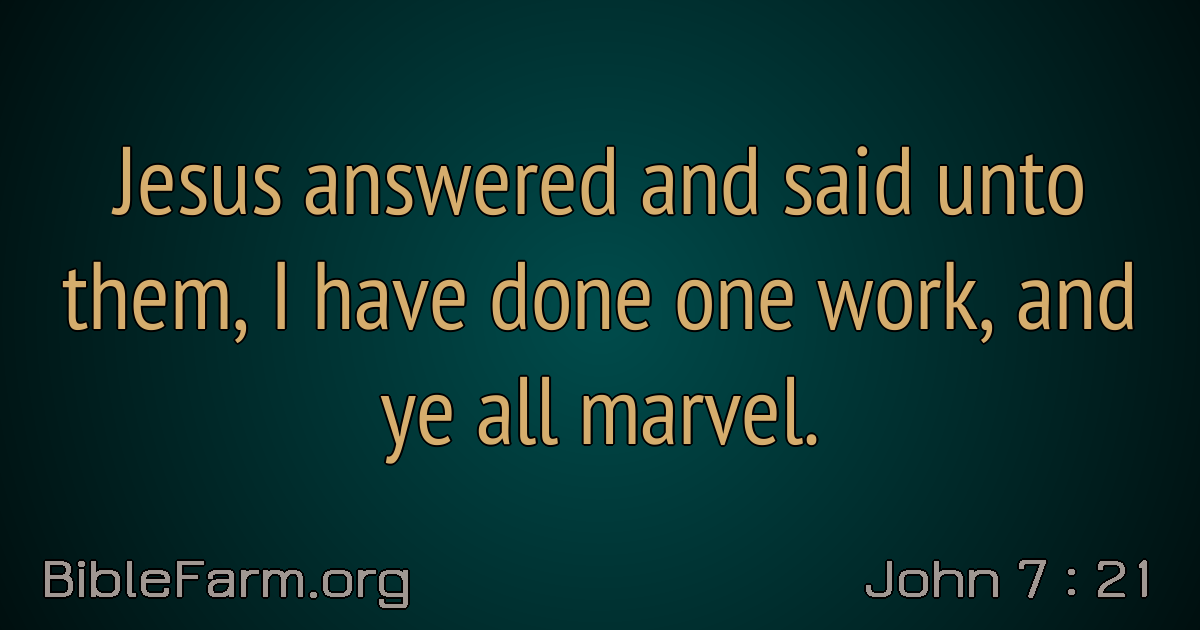 Jesus answered and said unto
them, I have done one work, and
ye all marvel.
BibleFarm.org
John 7 : 21